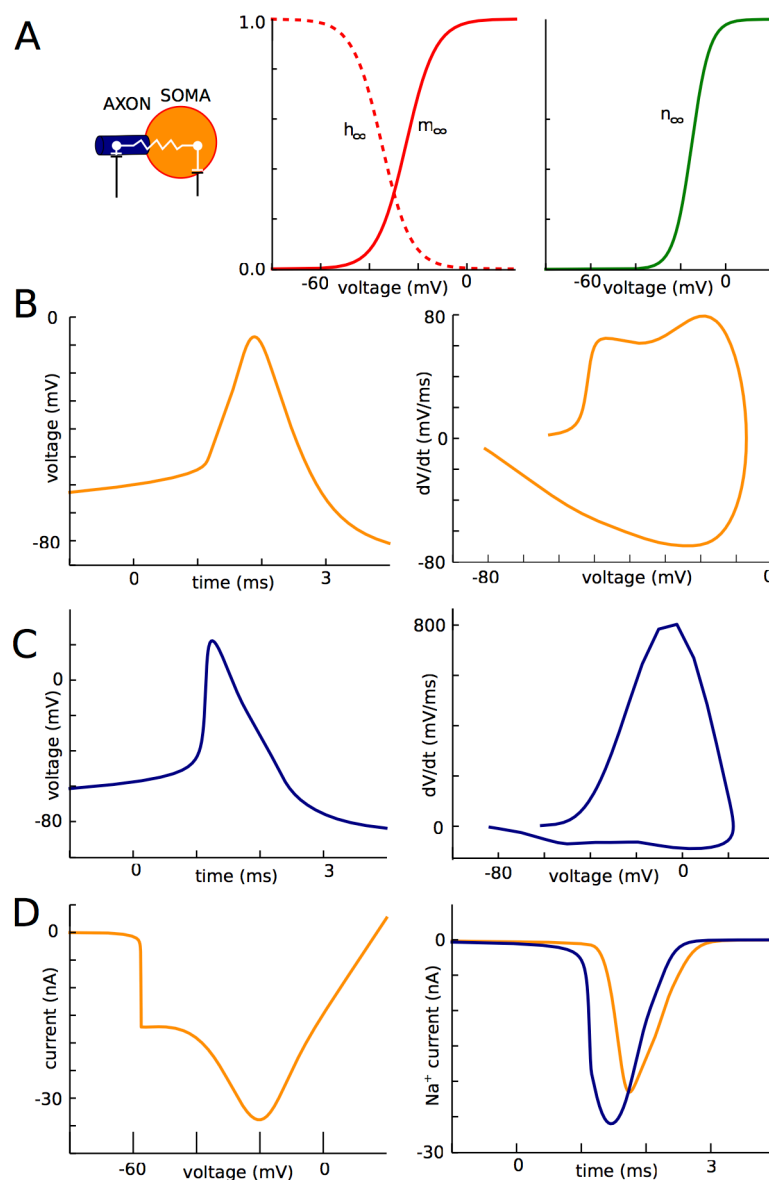 A
AXON
SOMA
1.0
0.0
h∞
m∞
-60
0
voltage (mV)
n∞
-60
0
voltage (mV)
B
0
-80
voltage (mV)
0
3
time (ms)
80
0
-80
dV/dt (mV/ms)
-80
0
voltage (mV)
C
0
-80
voltage (mV)
0
3
time (ms)
800
0
dV/dt (mV/ms)
-80
0
voltage (mV)
D
0
-30
current (nA)
-60
0
voltage (mV)
0
-30
Na⁺ current (nA)
0
3
time (ms)